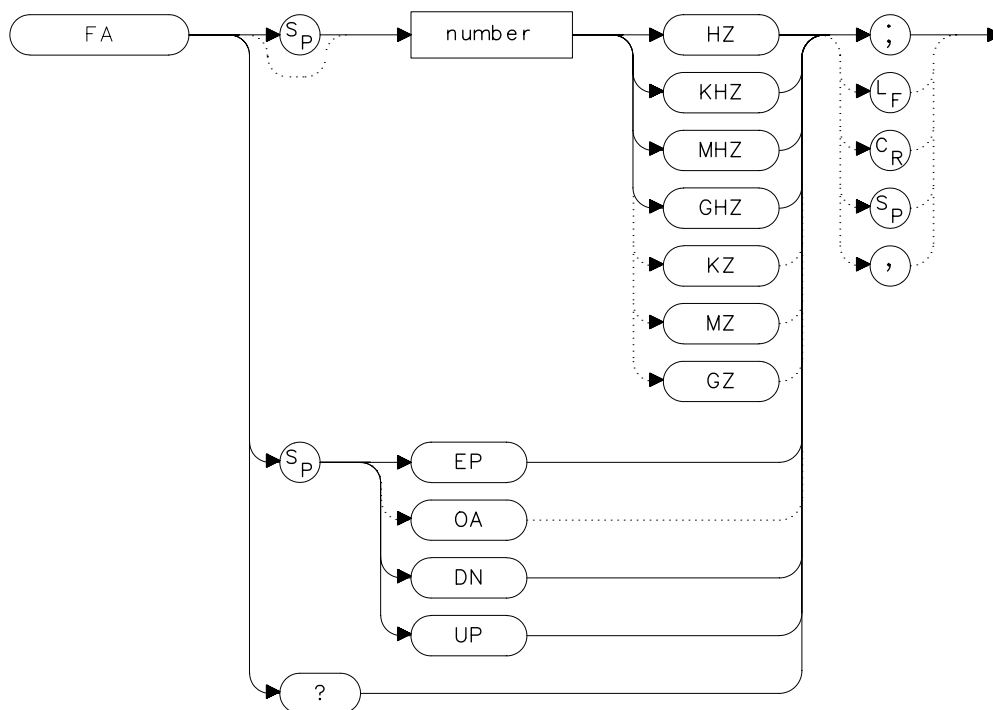 FA
SP
number
HZ
;
KHZ
LF
MHZ
CR
GHZ
SP
KZ
,
MZ
GZ
SP
EP
OA
DN
UP
?